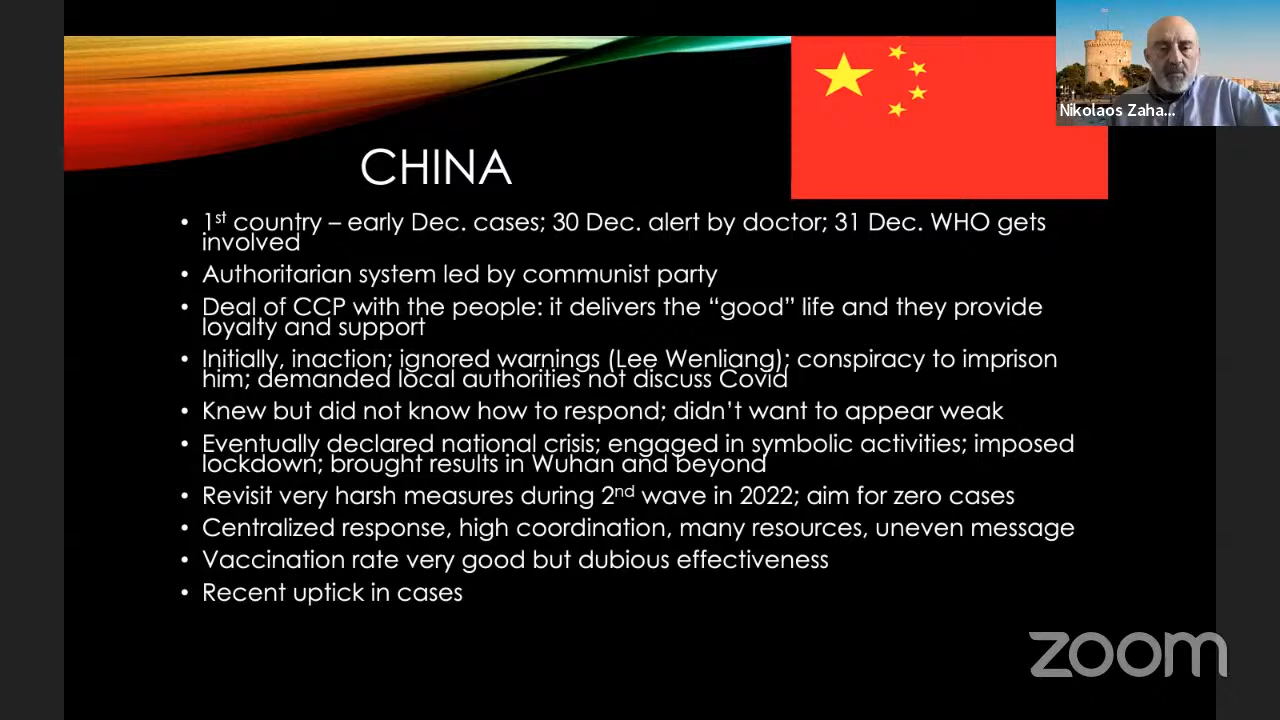 Nikolaos Zaha...
CHINA
• 1st country – early Dec. cases; 30 Dec. alert by doctor; 31 Dec. WHO gets
involved
• Authoritarian system led by communist party
• Deal of CCP with the people: it delivers the “good” life and they provide
loyalty and support
• Initially, inaction; ignored warnings (Lee Wenliang); conspiracy to imprison
him; demanded local authorities not discuss Covid
• Knew but did not know how to respond; didn’t want to appear weak
• Eventually declared national crisis; engaged in symbolic activities; imposed
lockdown; brought results in Wuhan and beyond
• Revisit very harsh measures during 2nd wave in 2022; aim for zero cases
• Centralized response, high coordination, many resources, uneven message
• Vaccination rate very good but dubious effectiveness
• Recent uptick in cases
zoom